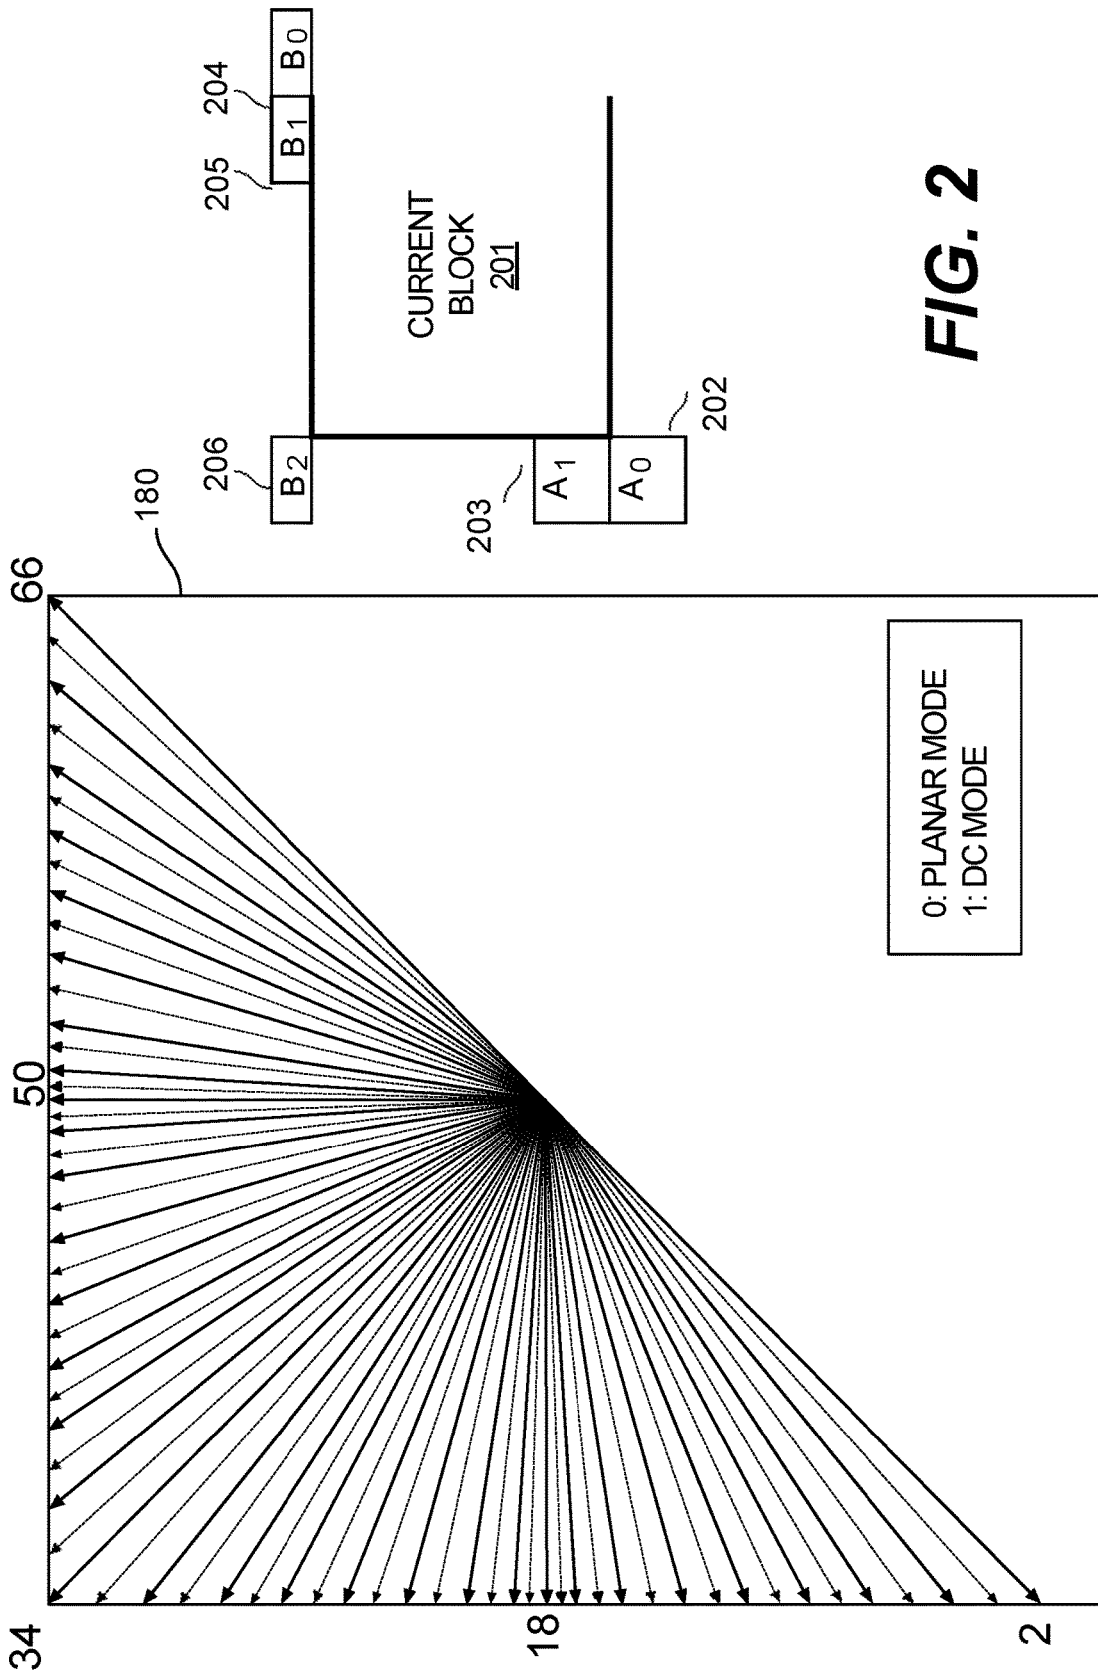 34
50
66
180
18
2
0: PLANAR MODE
1: DC MODE
206
205
204
B2
B1
B0
CURRENT
BLOCK
201
203
A1
A0
202
FIG. 2